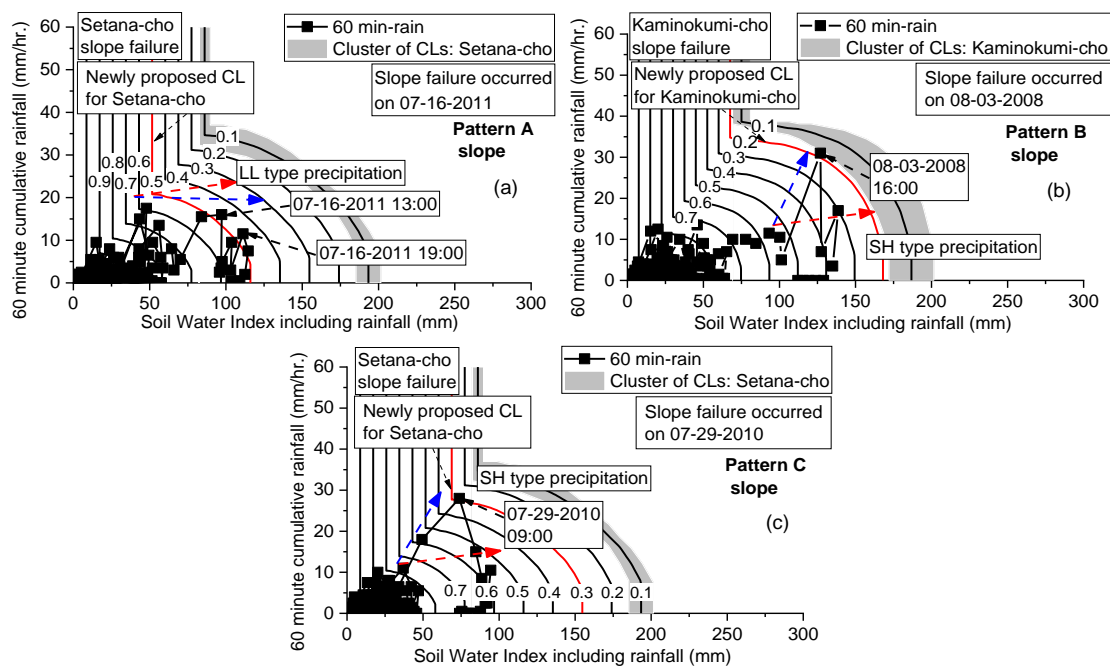 60
50
40
30
20
10
0
60 minute cumulative rainfall (mm/hr.)
0 50 100 150 200 250 300
Soil Water Index including rainfall (mm)
Setana-cho
slope failure
Newly proposed CL
for Setana-cho
60 min-rain
Cluster of CLs: Setana-cho
Slope failure occurred
on 07-16-2011
Pattern A
slope
(a)
0.1
0.2
0.3
0.4
0.5
0.6
0.7
0.8
0.9
LL type precipitation
07-16-2011 13:00
07-16-2011 19:00
60
50
40
30
20
10
0
60 minute cumulative rainfall (mm/hr.)
0 50 100 150 200 250 300
Soil Water Index including rainfall (mm)
Kaminokumi-cho
slope failure
Newly proposed CL
for Kaminokumi-cho
60 min-rain
Cluster of CLs: Kaminokumi-cho
Slope failure occurred
on 08-03-2008
Pattern B
slope
(b)
0.1
0.2
0.3
0.4
0.5
0.6
0.7
08-03-2008
16:00
SH type precipitation
60
50
40
30
20
10
0
60 minute cumulative rainfall (mm/hr.)
0 50 100 150 200 250 300
Soil Water Index including rainfall (mm)
Setana-cho
slope failure
Newly proposed CL
for Setana-cho
60 min-rain
Cluster of CLs: Setana-cho
Slope failure occurred
on 07-29-2010
Pattern C
slope
(c)
SH type precipitation
07-29-2010
09:00
0.7 0.6 0.5 0.4 0.3 0.2 0.1